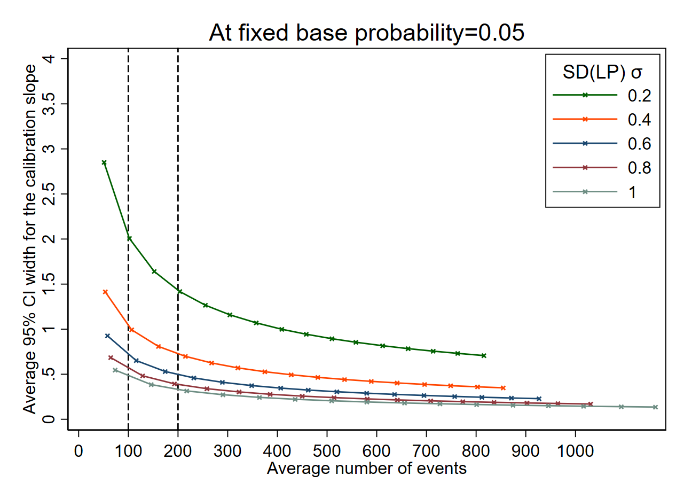 At fixed base probability=0.05
Average 95% CI width for the calibration slope
4
3.5
3
2.5
2
1.5
1
.5
0
SD(LP) σ
0.2
0.4
0.6
0.8
1
0 100 200 300 400 500 600 700 800 900 1000
Average number of events